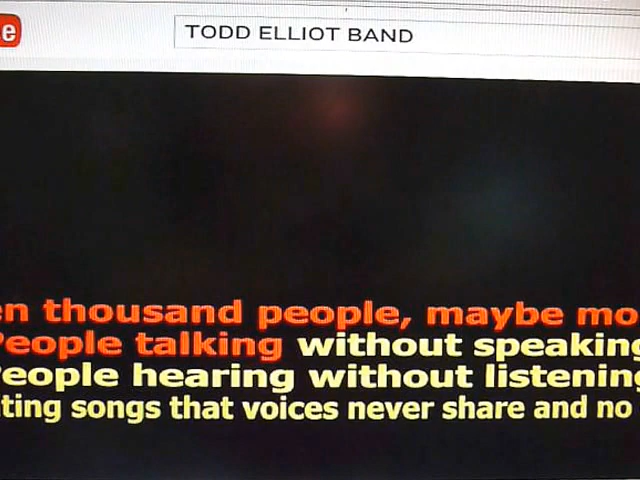 e
TODD ELLIOT BAND
en thousand people, maybe mo
People talking without speaking
People hearing without listening
ting songs that voices never share and no